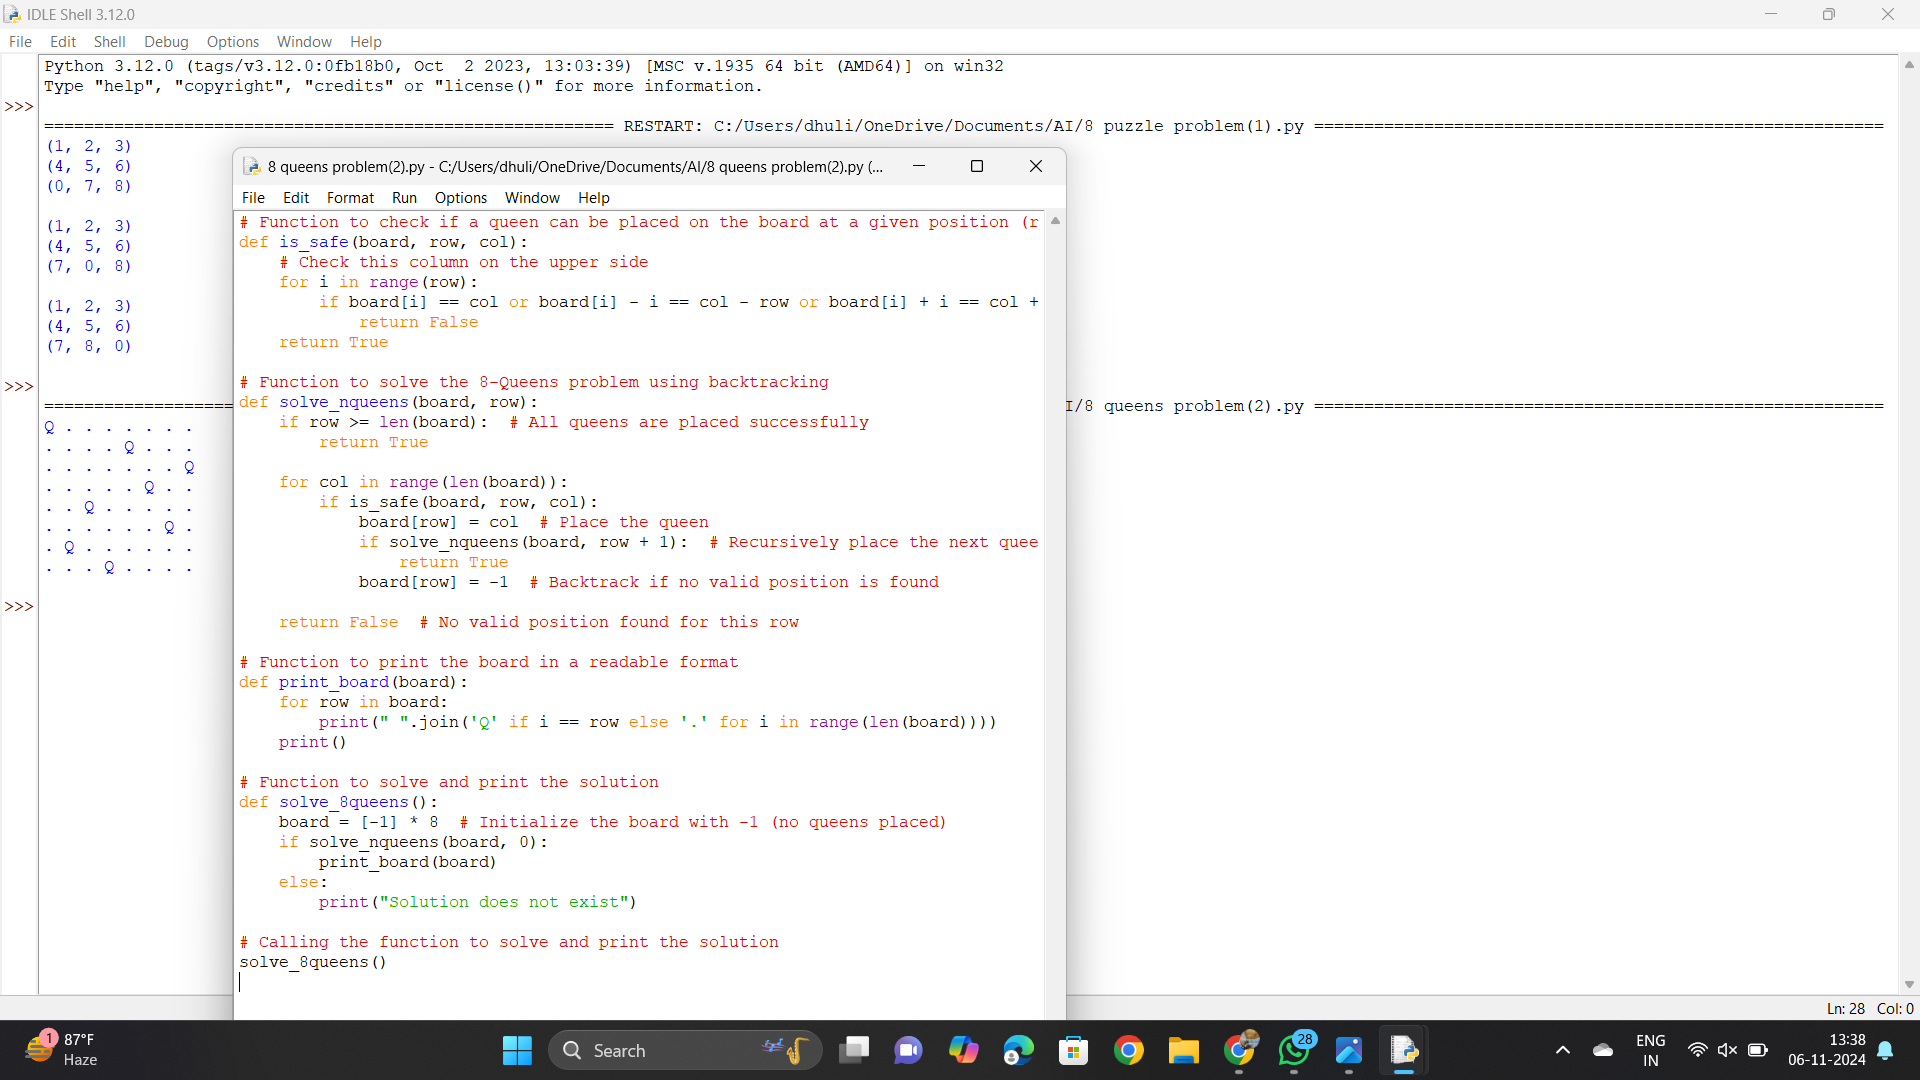 IDLE Shell 3.12.0
File Edit Shell Debug Options Window Help
Python 3.12.0 (tags/v3.12.0:0fb18b0, Oct  2 2023, 13:03:39) [MSC v.1935 64 bit (AMD64)] on win32
Type "help", "copyright", "credits" or "license()" for more information.
>>>
========================================================= RESTART: C:/Users/dhuli/OneDrive/Documents/AI/8 puzzle problem(1).py =========================================================
(1, 2, 3)
(4, 5, 6)
(0, 7, 8)
(1, 2, 3)
(4, 5, 6)
(7, 0, 8)
(1, 2, 3)
(4, 5, 6)
(7, 8, 0)
>>>
=================== I/8 queens problem(2).py =========================================================
Q . . . . . . .
. . . . Q . . .
. . . . . . . Q
. . . . . Q . .
. . Q . . . . .
. . . . . . Q .
. Q . . . . . .
. . . Q . . . .
>>>
8 queens problem(2).py - C:/Users/dhuli/OneDrive/Documents/AI/8 queens problem(2).py (...
File Edit Format Run Options Window Help
# Function to check if a queen can be placed on the board at a given position (r
def is_safe(board, row, col):
    # Check this column on the upper side
    for i in range(row):
        if board[i] == col or board[i] - i == col - row or board[i] + i == col +
            return False
    return True
# Function to solve the 8-Queens problem using backtracking
def solve_nqueens(board, row):
    if row >= len(board):  # All queens are placed successfully
        return True
    for col in range(len(board)):
        if is_safe(board, row, col):
            board[row] = col  # Place the queen
            if solve_nqueens(board, row + 1):  # Recursively place the next quee
                return True
            board[row] = -1  # Backtrack if no valid position is found
    return False  # No valid position found for this row
# Function to print the board in a readable format
def print_board(board):
    for row in board:
        print(" ".join('Q' if i == row else '.' for i in range(len(board))))
    print()
# Function to solve and print the solution
def solve_8queens():
    board = [-1] * 8  # Initialize the board with -1 (no queens placed)
    if solve_nqueens(board, 0):
        print_board(board)
    else:
        print("Solution does not exist")
# Calling the function to solve and print the solution
solve_8queens()
Ln: 28 Col: 0
1
87°F
Haze
Search
28
ENG
IN
13:38
06-11-2024